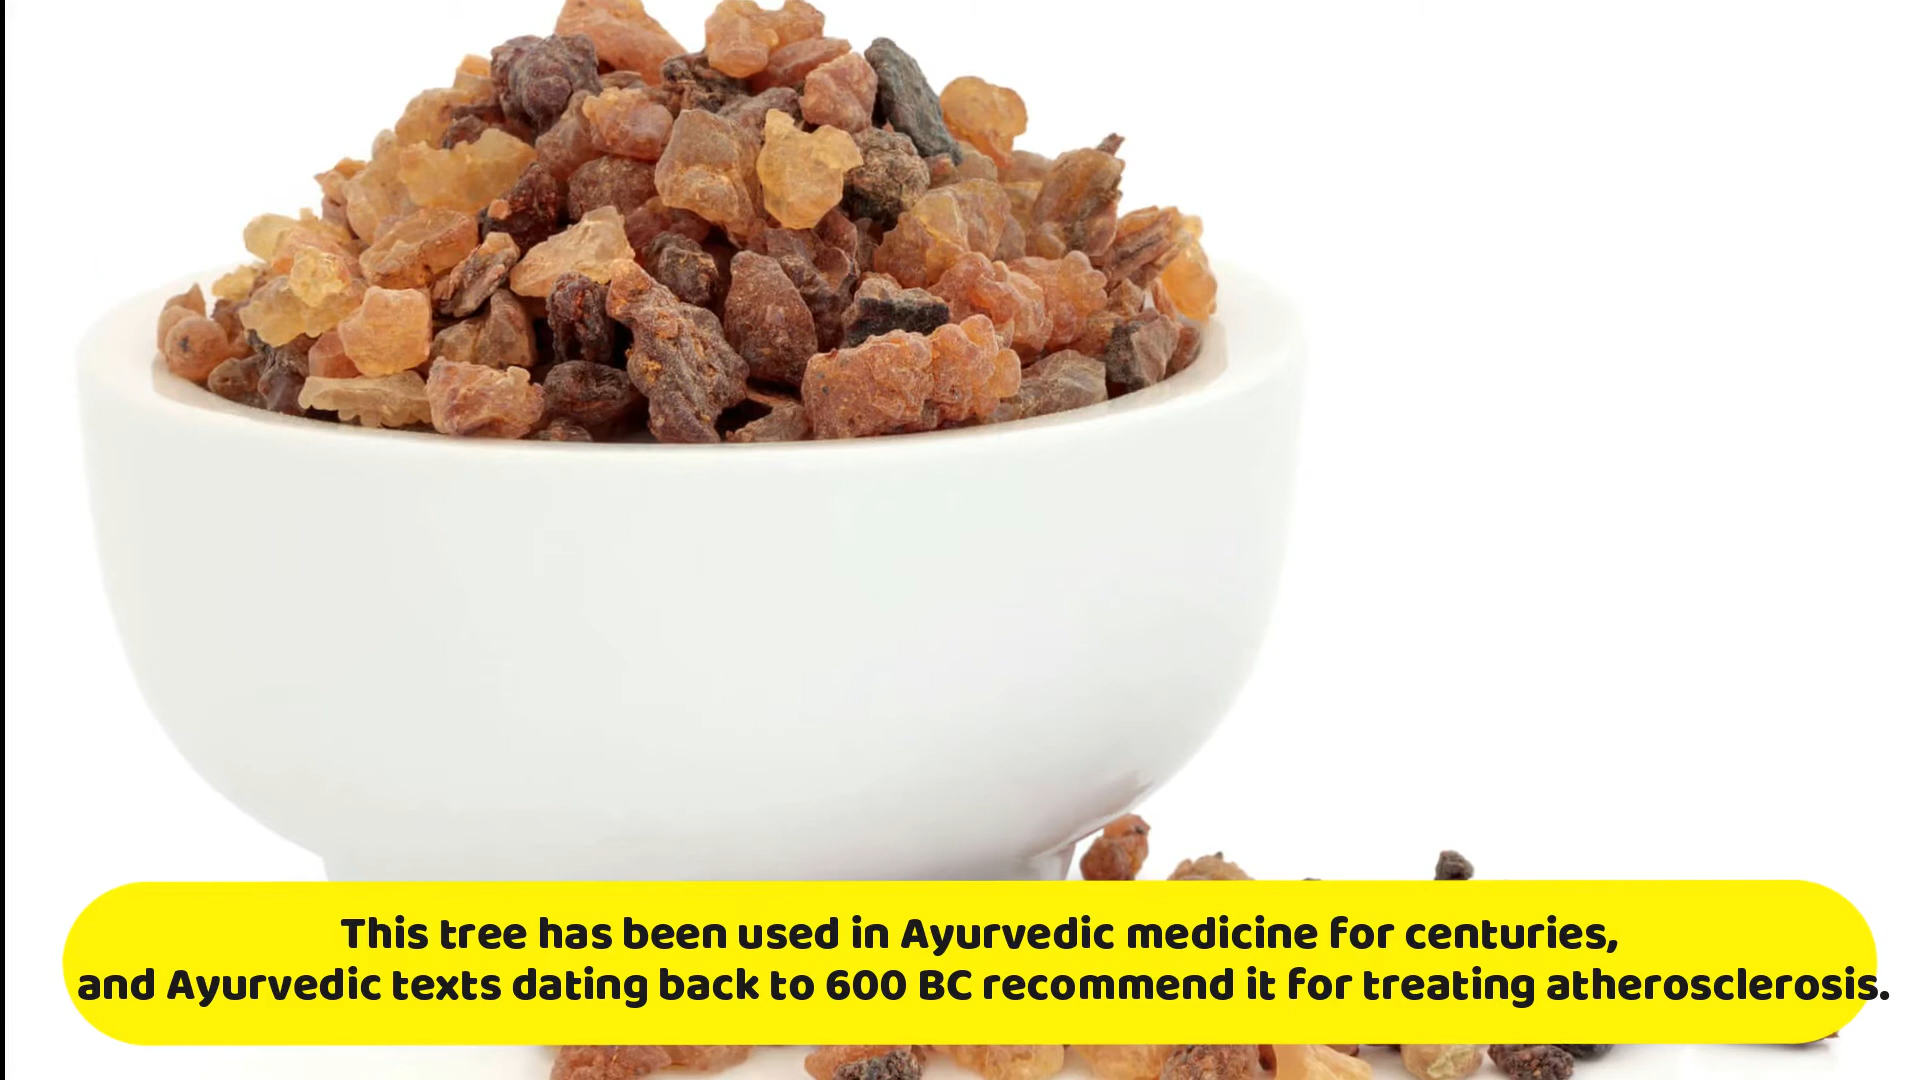 This tree has been used in Ayurvedic medicine for centuries,
and Ayurvedic texts dating back to 600 BC recommend it for treating atherosclerosis.